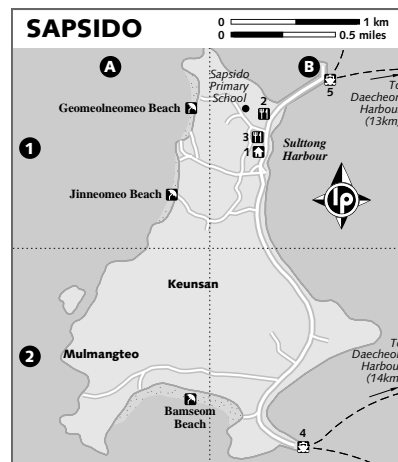 SAPSIDO
0 1 km
0 0.5 miles
A
B
Sapsido
Primary
School
2
5
To
Daecheon
Harbour
(13km)
Geomeolneomeo Beach
3
1
Sulttong
Harbour
1
Jinneomeo Beach
lp
Keunsan
2
Mulmangteo
To
Daecheon
Harbour
(14km)
Bamseom
Beach
4